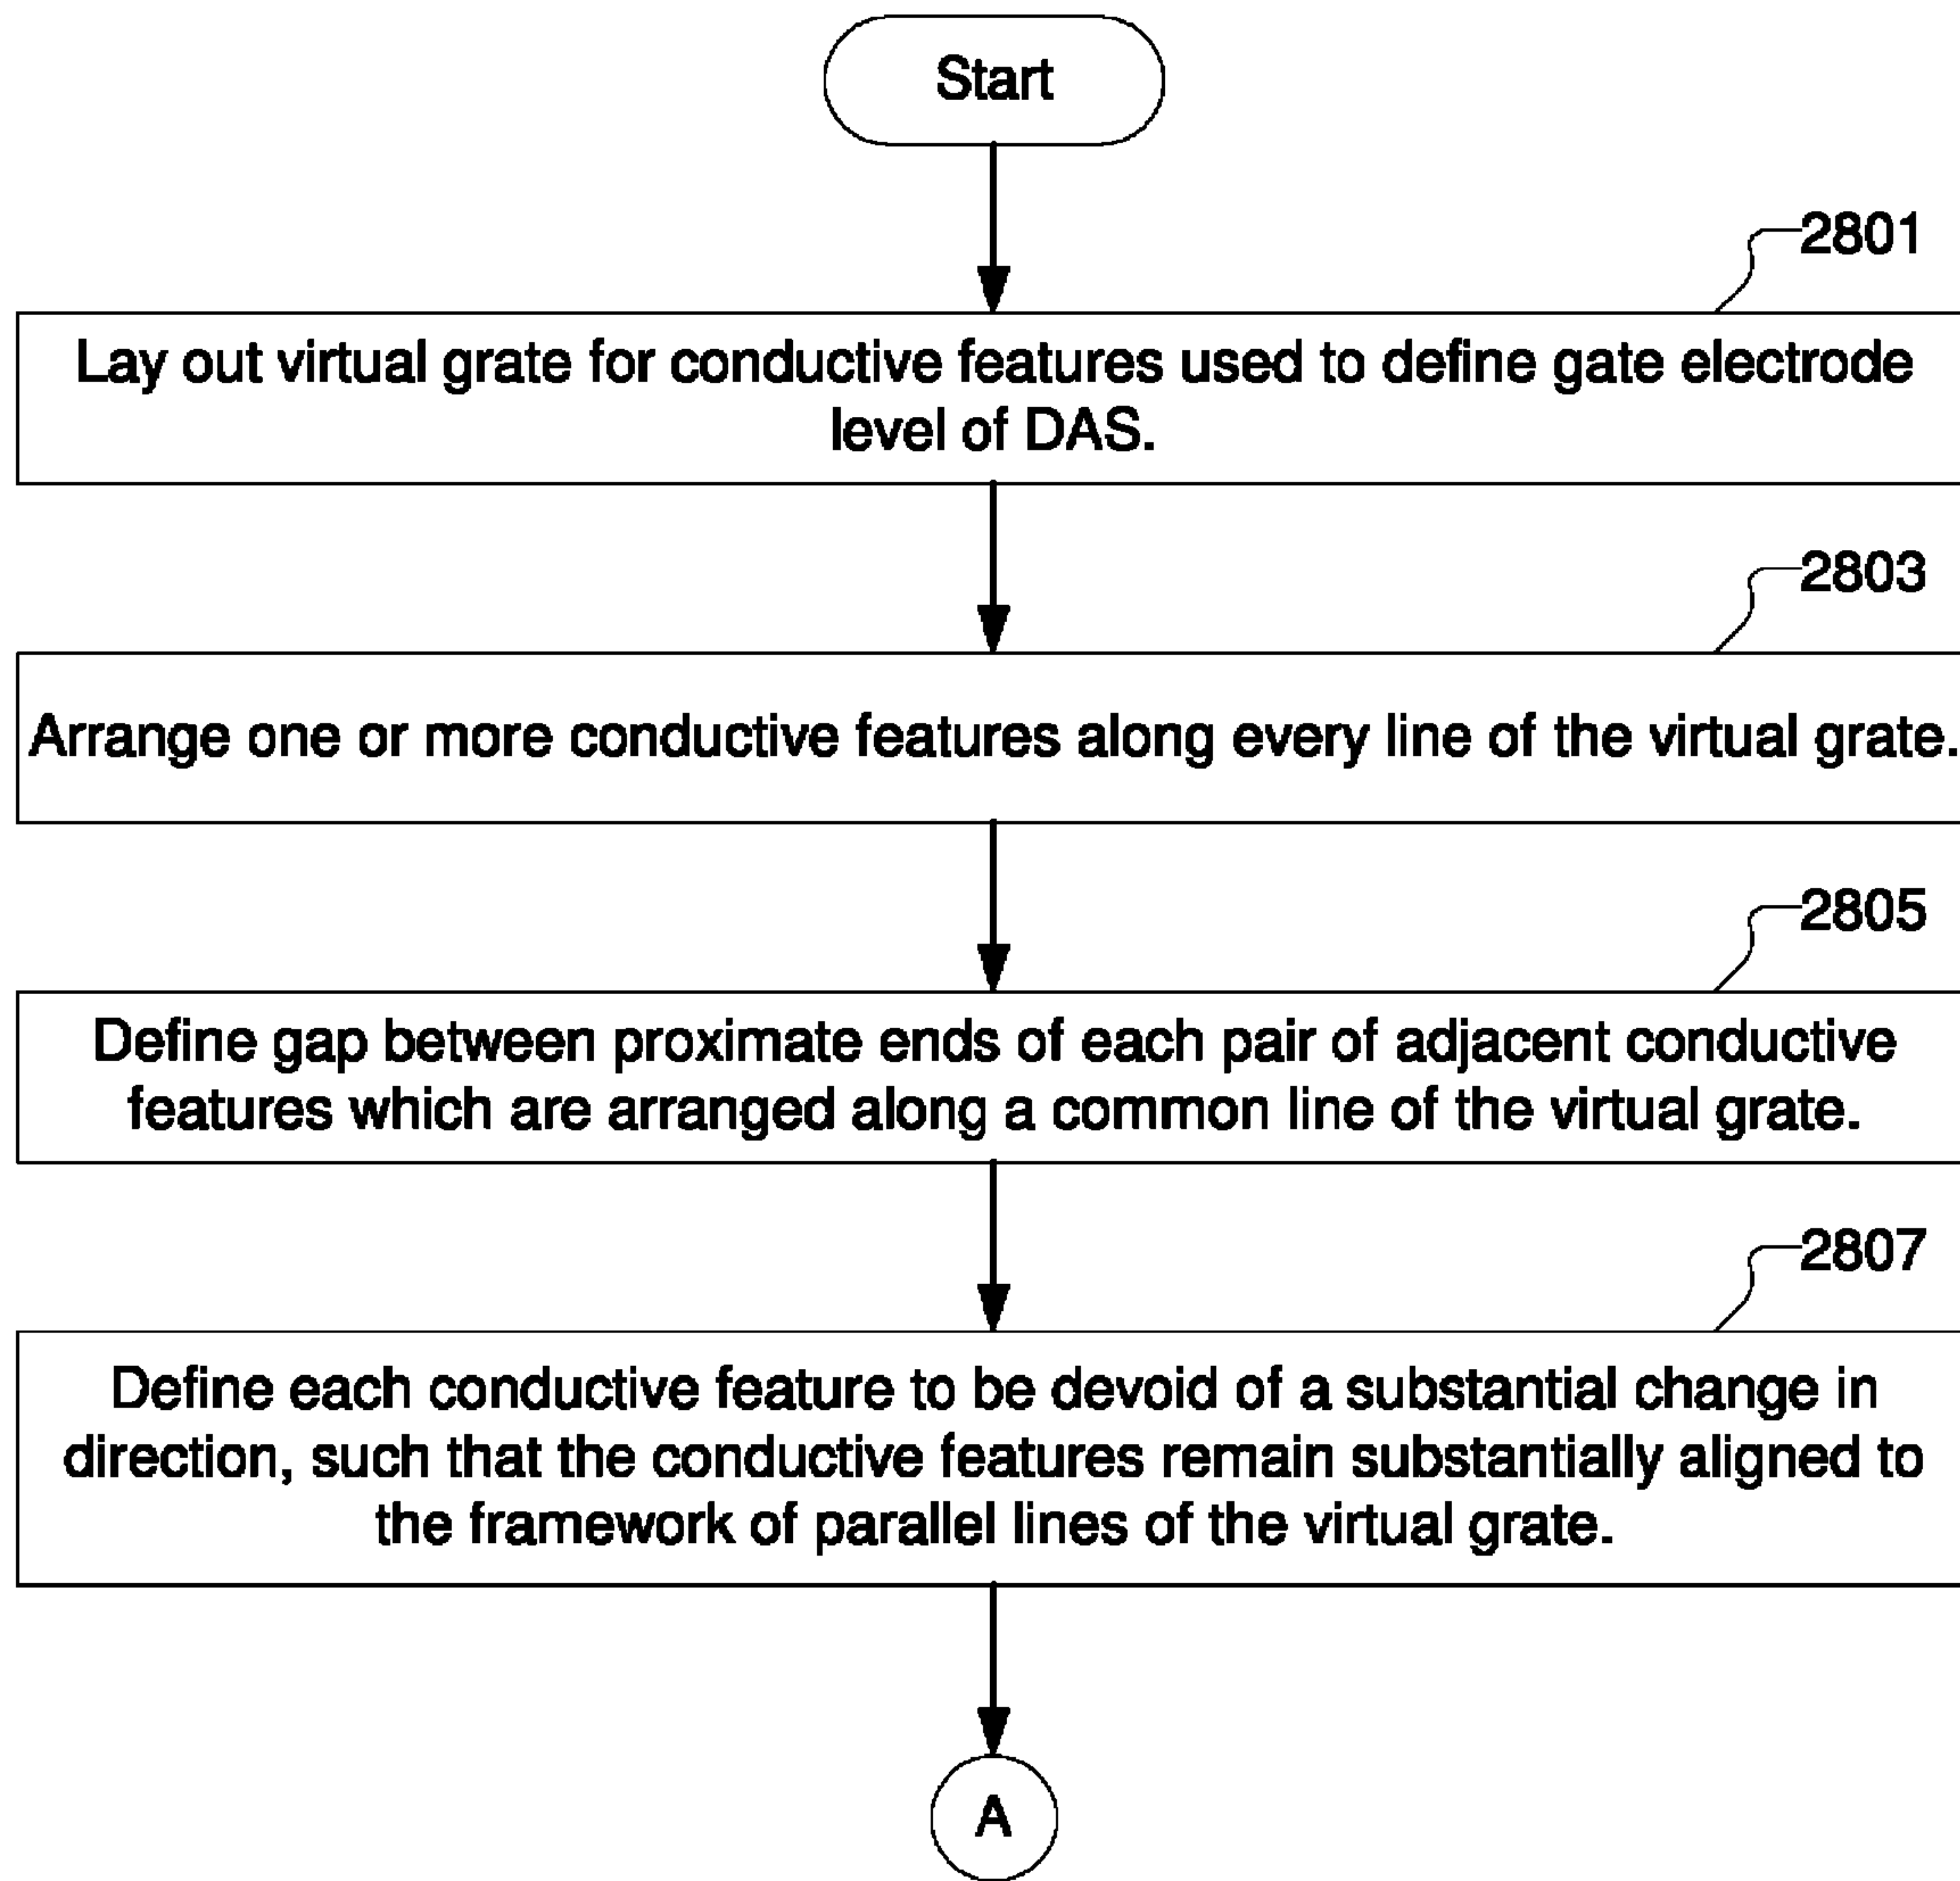 Start
2801
Lay out virtual grate for conductive features used to define gate electrode
level of DAS.
2803
Arrange one or more conductive features along every line of the virtual grate.
2805
Define gap between proximate ends of each pair of adjacent conductive
features which are arranged along a common line of the virtual grate.
2807
Define each conductive feature to be devoid of a substantial change in
direction, such that the conductive features remain substantially aligned to
the framework of parallel lines of the virtual grate.
A